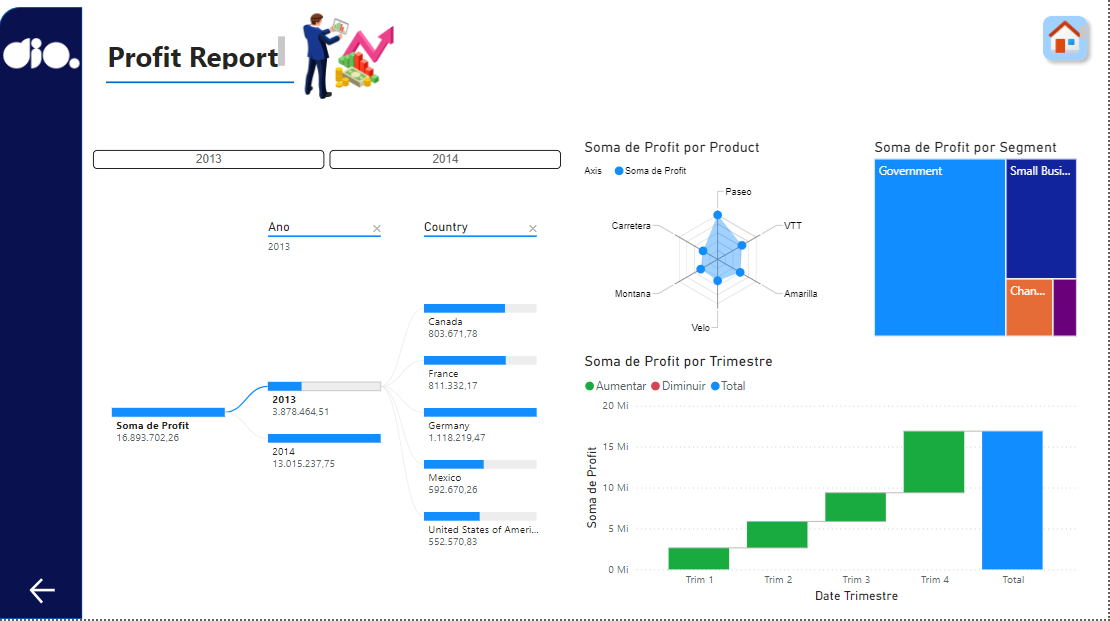 dio.
Profit Report
2013
2014
Ano
2013
Country
Soma de Profit
16.893.702,26
2013
3.878.464,51
2014
13.015.237,75
Canada
803.671,78
France
811.332,17
Germany
1.118.219,47
Mexico
592.670,26
United States of Ameri...
552.570,83
Soma de Profit por Product
Axis Soma de Profit
Paseo
VTT
Amarilla
Velo
Montana
Carretera
Soma de Profit por Segment
Government
Small Busi...
Chan...
Soma de Profit por Trimestre
Aumentar Diminuir Total
Soma de Profit
20 Mi
15 Mi
10 Mi
5 Mi
0 Mi
Trim 1 Trim 2 Trim 3 Trim 4 Total
Date Trimestre